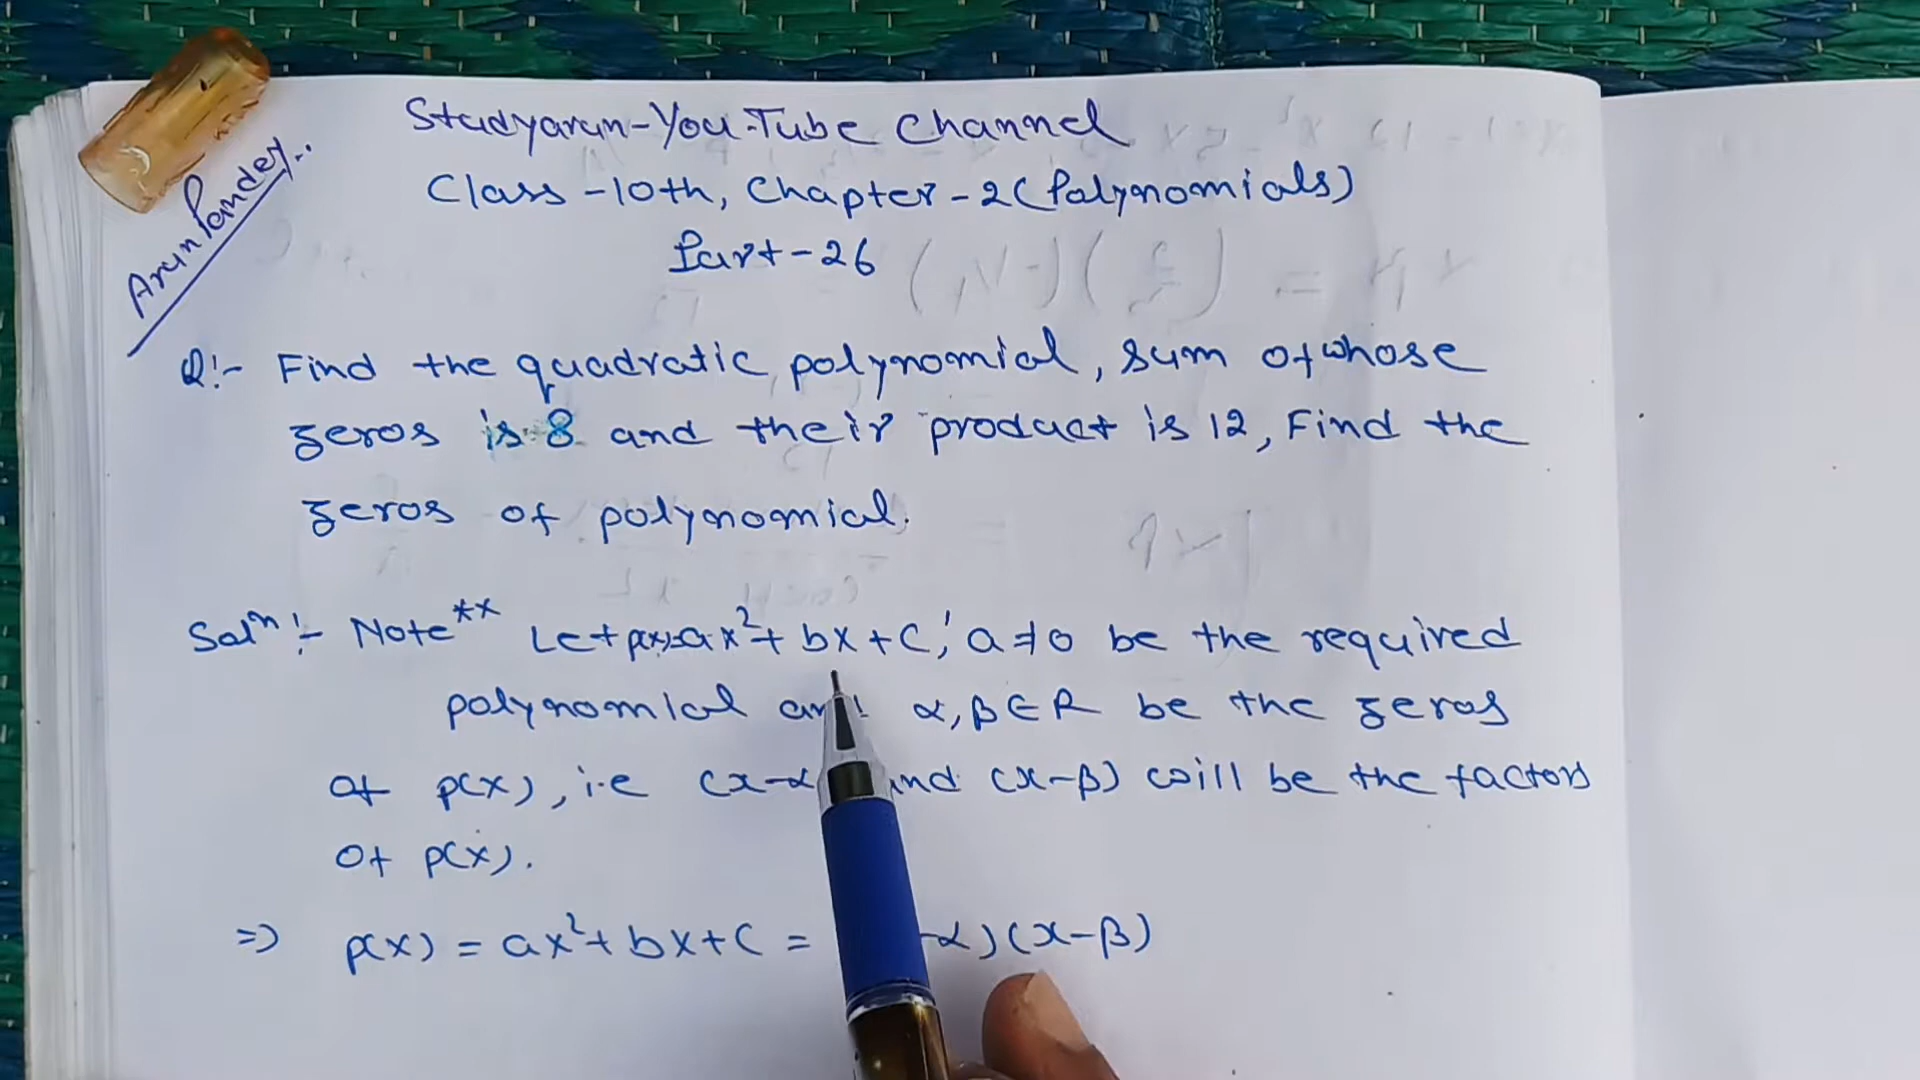 Studyarun-You-Tube Channel
Class-10th, Chapter-2 (Polynomials)
Part-26
Arun Pandey..
Q:- Find the quadratic polynomial, sum of whose
zeros is 8 and their product is 12, Find the
zeros of polynomial.
Solⁿ:- Note** Let p(x)=ax²+bx+c, a≠0 be the required
polynomial and α, β∈R be the zeros
of p(x), i.e (x-α and (x-β) will be the factors
of p(x).
=> p(x) = ax²+bx+c = -α)(x-β)